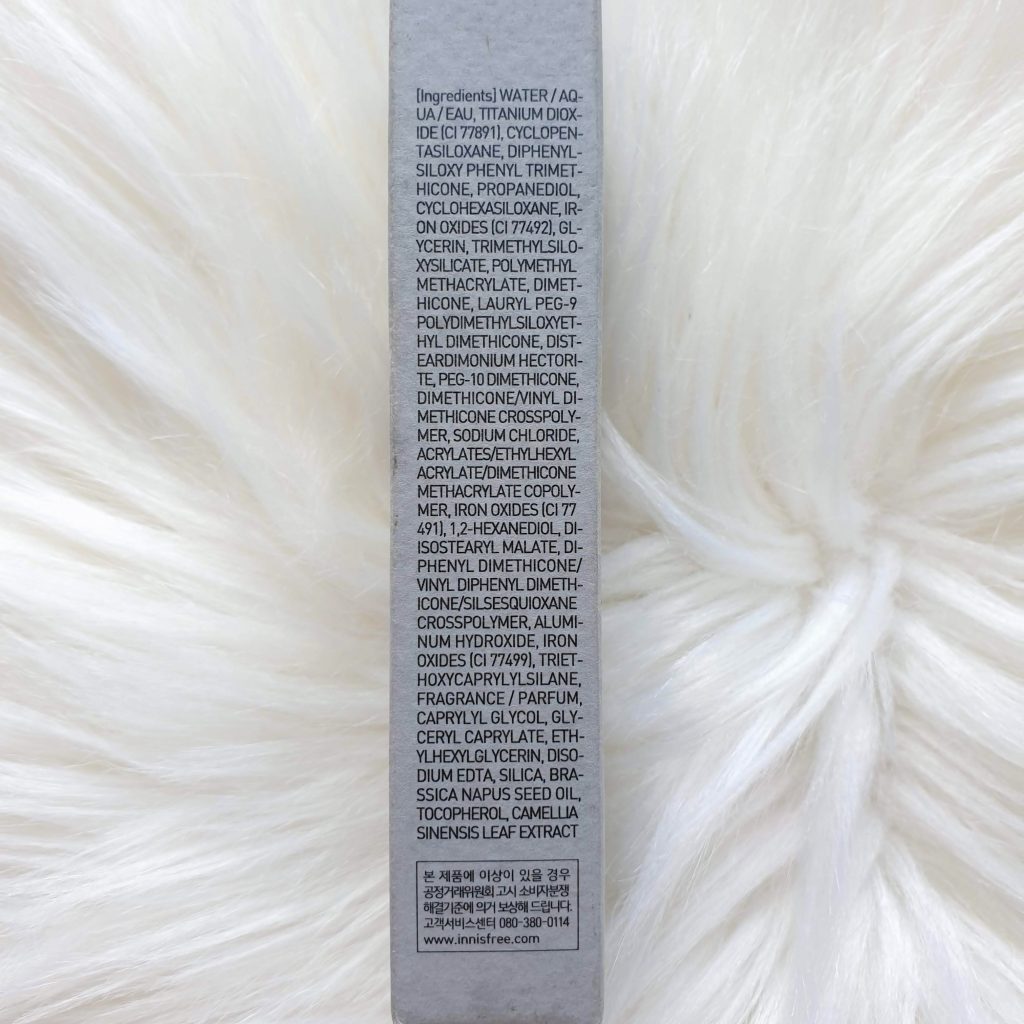 [Ingredients] WATER / AQ-
UA / EAU, TITANIUM DIOX-
IDE (CI 77891), CYCLOPEN-
TASILOXANE, DIPHENYL-
SILOXY PHENYL TRIMET-
HICONE, PROPANEDIOL,
CYCLOHEXASILOXANE, IR-
ON OXIDES (CI 77492), GL-
YCERIN, TRIMETHYLSILO-
XYSILICATE, POLYMETHYL
METHACRYLATE, DIMET-
HICONE, LAURYL PEG-9
POLYDIMETHYLSILOXYET-
HYL DIMETHICONE, DIST-
EARDIMONIUM HECTORI-
TE, PEG-10 DIMETHICONE,
DIMETHICONE/VINYL DI-
METHICONE CROSSPOLY-
MER, SODIUM CHLORIDE,
ACRYLATES/ETHYLHEXYL
ACRYLATE/DIMETHICONE
METHACRYLATE COPOLY-
MER, IRON OXIDES (CI 77
491), 1,2-HEXANEDIOL, DI-
ISOSTEARYL MALATE, DI-
PHENYL DIMETHICONE/
VINYL DIPHENYL DIMETH-
ICONE/SILSESQUIOXANE
CROSSPOLYMER, ALUMI-
NUM HYDROXIDE, IRON
OXIDES (CI 77499), TRIET-
HOXYCAPRYLYLSILANE,
FRAGRANCE / PARFUM,
CAPRYLYL GLYCOL, GLY-
CERYL CAPRYLATE, ETH-
YLHEXYLGLYCERIN, DISO-
DIUM EDTA, SILICA, BRA-
SSICA NAPUS SEED OIL,
TOCOPHEROL, CAMELLIA
SINENSIS LEAF EXTRACT
본 제품에 이상이 있을 경우
공정거래위원회 고시 소비자분쟁
해결기준에 의거 보상해 드립니다.
고객서비스센터 080-380-0114
www.innisfree.com